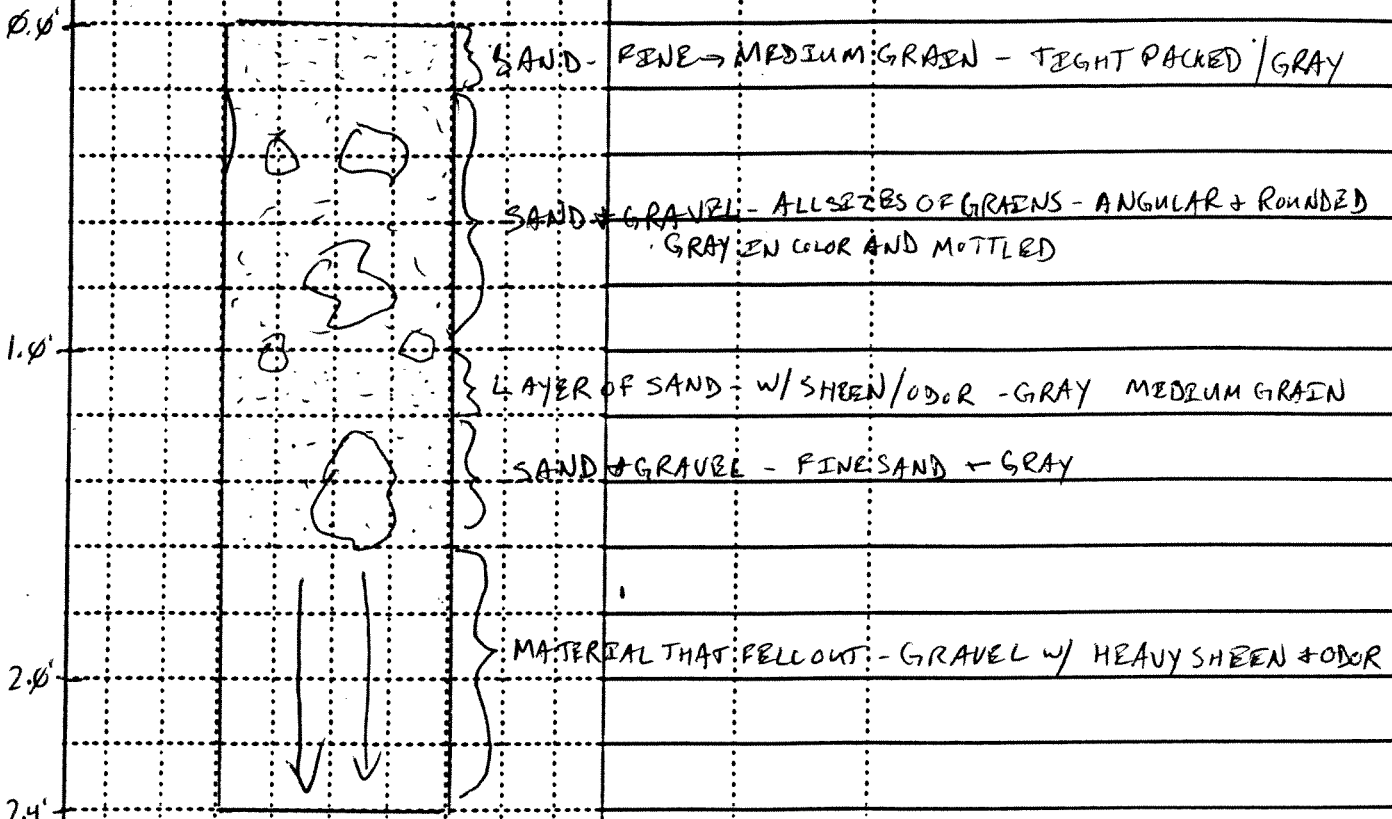 0.0'
SAND - FINE → MEDIUM GRAIN - TIGHT PACKED / GRAY
SAND & GRAVEL - ALL SIZES OF GRAINS - ANGULAR & ROUNDED
GRAY IN COLOR AND MOTTLED
1.0'
LAYER OF SAND - W/ SHEEN/ODOR - GRAY MEDIUM GRAIN
SAND & GRAVEL - FINE SAND - GRAY
MATERIAL THAT FELL OUT - GRAVEL W/ HEAVY SHEEN & ODOR
2.0'
2.4'